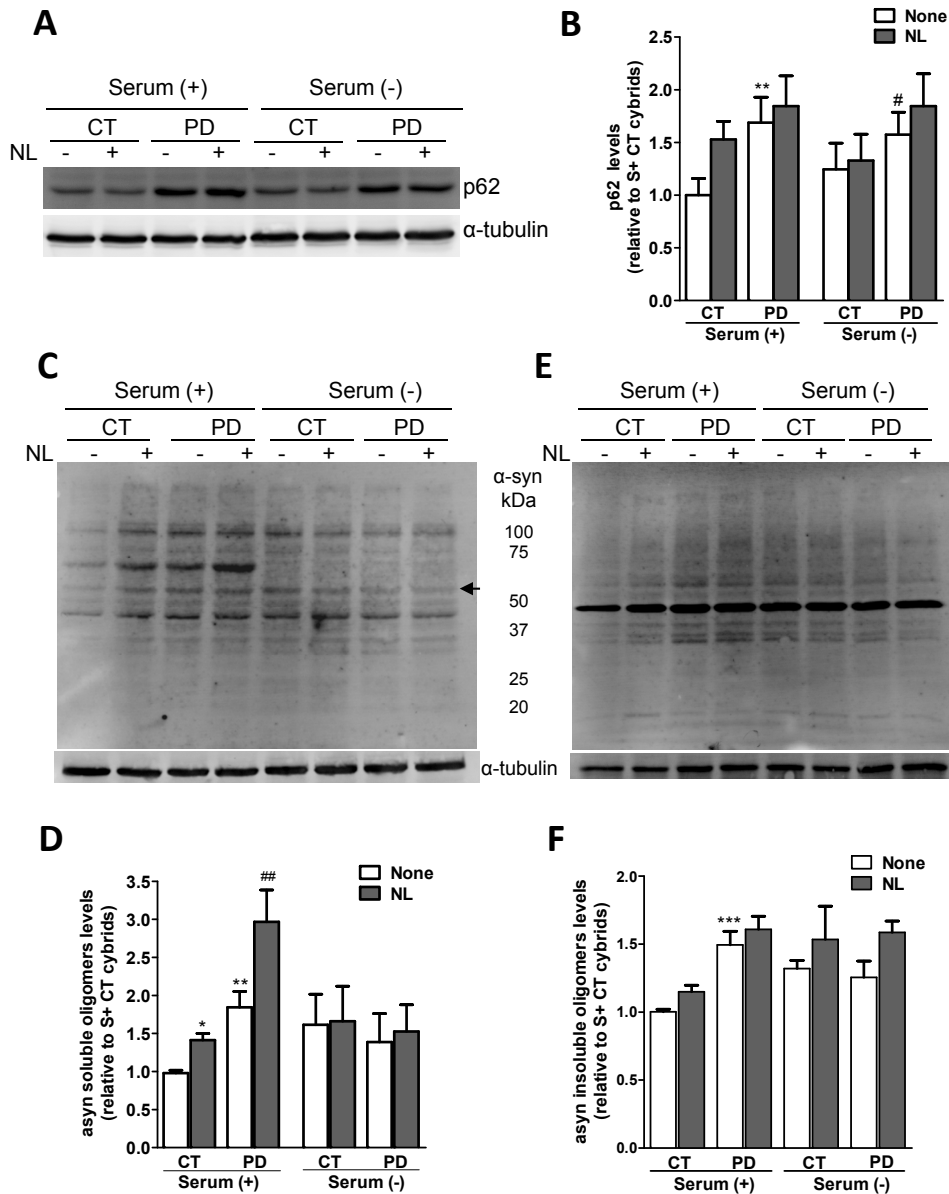 A
Serum (+) Serum (-)
CT PD CT PD
NL - + - + - + - +
p62
α-tubulin
B
None
NL
p62 levels
(relative to S+ CT cybrids)
2.5
2.0
1.5
1.0
0.5
0.0
**
#
CT PD CT PD
Serum (+) Serum (-)
C
Serum (+) Serum (-)
CT PD CT PD
NL - + - + - + - +
α-syn
kDa
100
75
50
37
25
20
α-tubulin
E
Serum (+) Serum (-)
CT PD CT PD
NL - + - + - + - +
D
None
NL
asyn soluble oligomers levels
(relative to S+ CT cybrids)
3.5
3.0
2.5
2.0
1.5
1.0
0.5
0.0
*
**
##
CT PD CT PD
Serum (+) Serum (-)
F
None
NL
asyn insoluble oligomers levels
(relative to S+ CT cybrids)
2.0
1.5
1.0
0.5
0.0
***
CT PD CT PD
Serum (+) Serum (-)